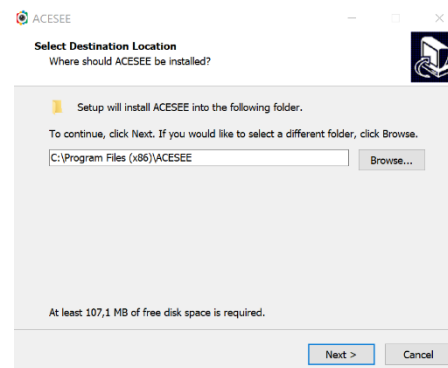 ACESEE
Select Destination Location
Where should ACESEE be installed?
Setup will install ACESEE into the following folder.
To continue, click Next. If you would like to select a different folder, click Browse.
C:\Program Files (x86)\ACESEE
Browse...
At least 107,1 MB of free disk space is required.
Next >
Cancel